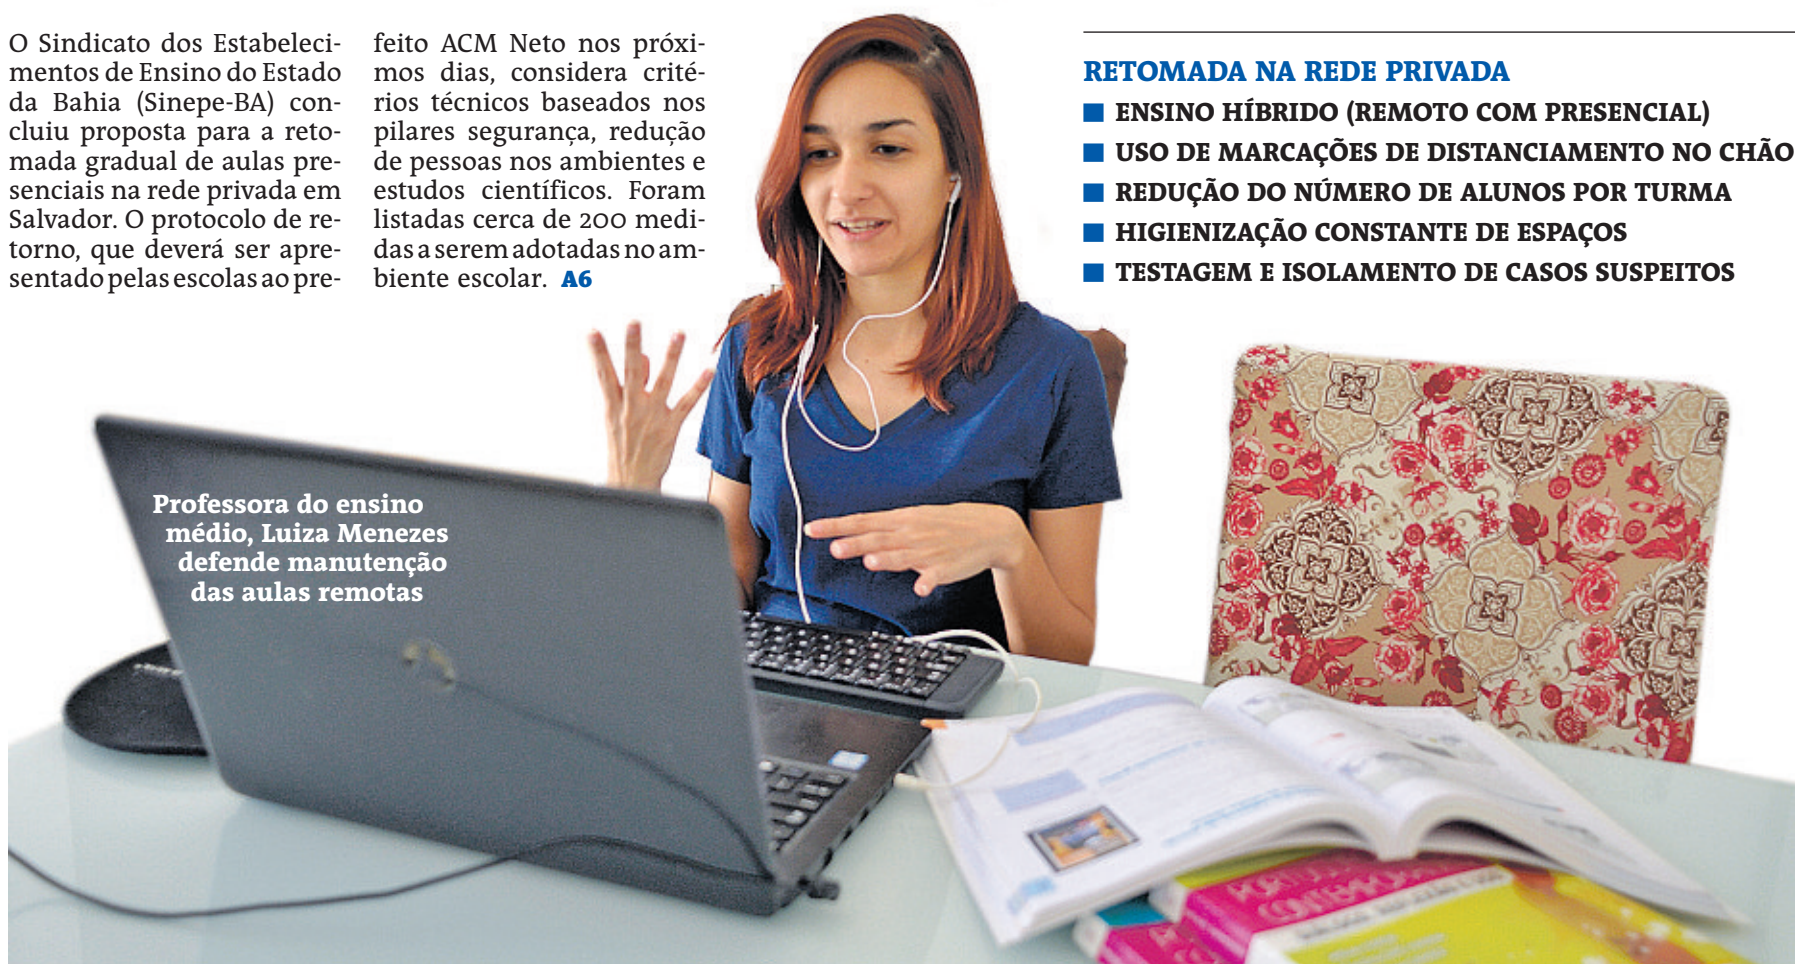 O Sindicato dos Estabeleci-
mentos de Ensino do Estado
da Bahia (Sinepe-BA) con-
cluiu proposta para a reto-
mada gradual de aulas pre-
senciais na rede privada em
Salvador. O protocolo de re-
torno, que deverá ser apre-
sentado pelas escolas ao pre-
feito ACM Neto nos próxi-
mos dias, considera crité-
rios técnicos baseados nos
pilares segurança, redução
de pessoas nos ambientes e
estudos científicos. Foram
listadas cerca de 200 medi-
das a serem adotadas no am-
biente escolar. A6
RETOMADA NA REDE PRIVADA
ENSINO HÍBRIDO (REMOTO COM PRESENCIAL)
USO DE MARCAÇÕES DE DISTANCIAMENTO NO CHÃO
REDUÇÃO DO NÚMERO DE ALUNOS POR TURMA
HIGIENIZAÇÃO CONSTANTE DE ESPAÇOS
TESTAGEM E ISOLAMENTO DE CASOS SUSPEITOS
Professora do ensino
médio, Luiza Menezes
defende manutenção
das aulas remotas